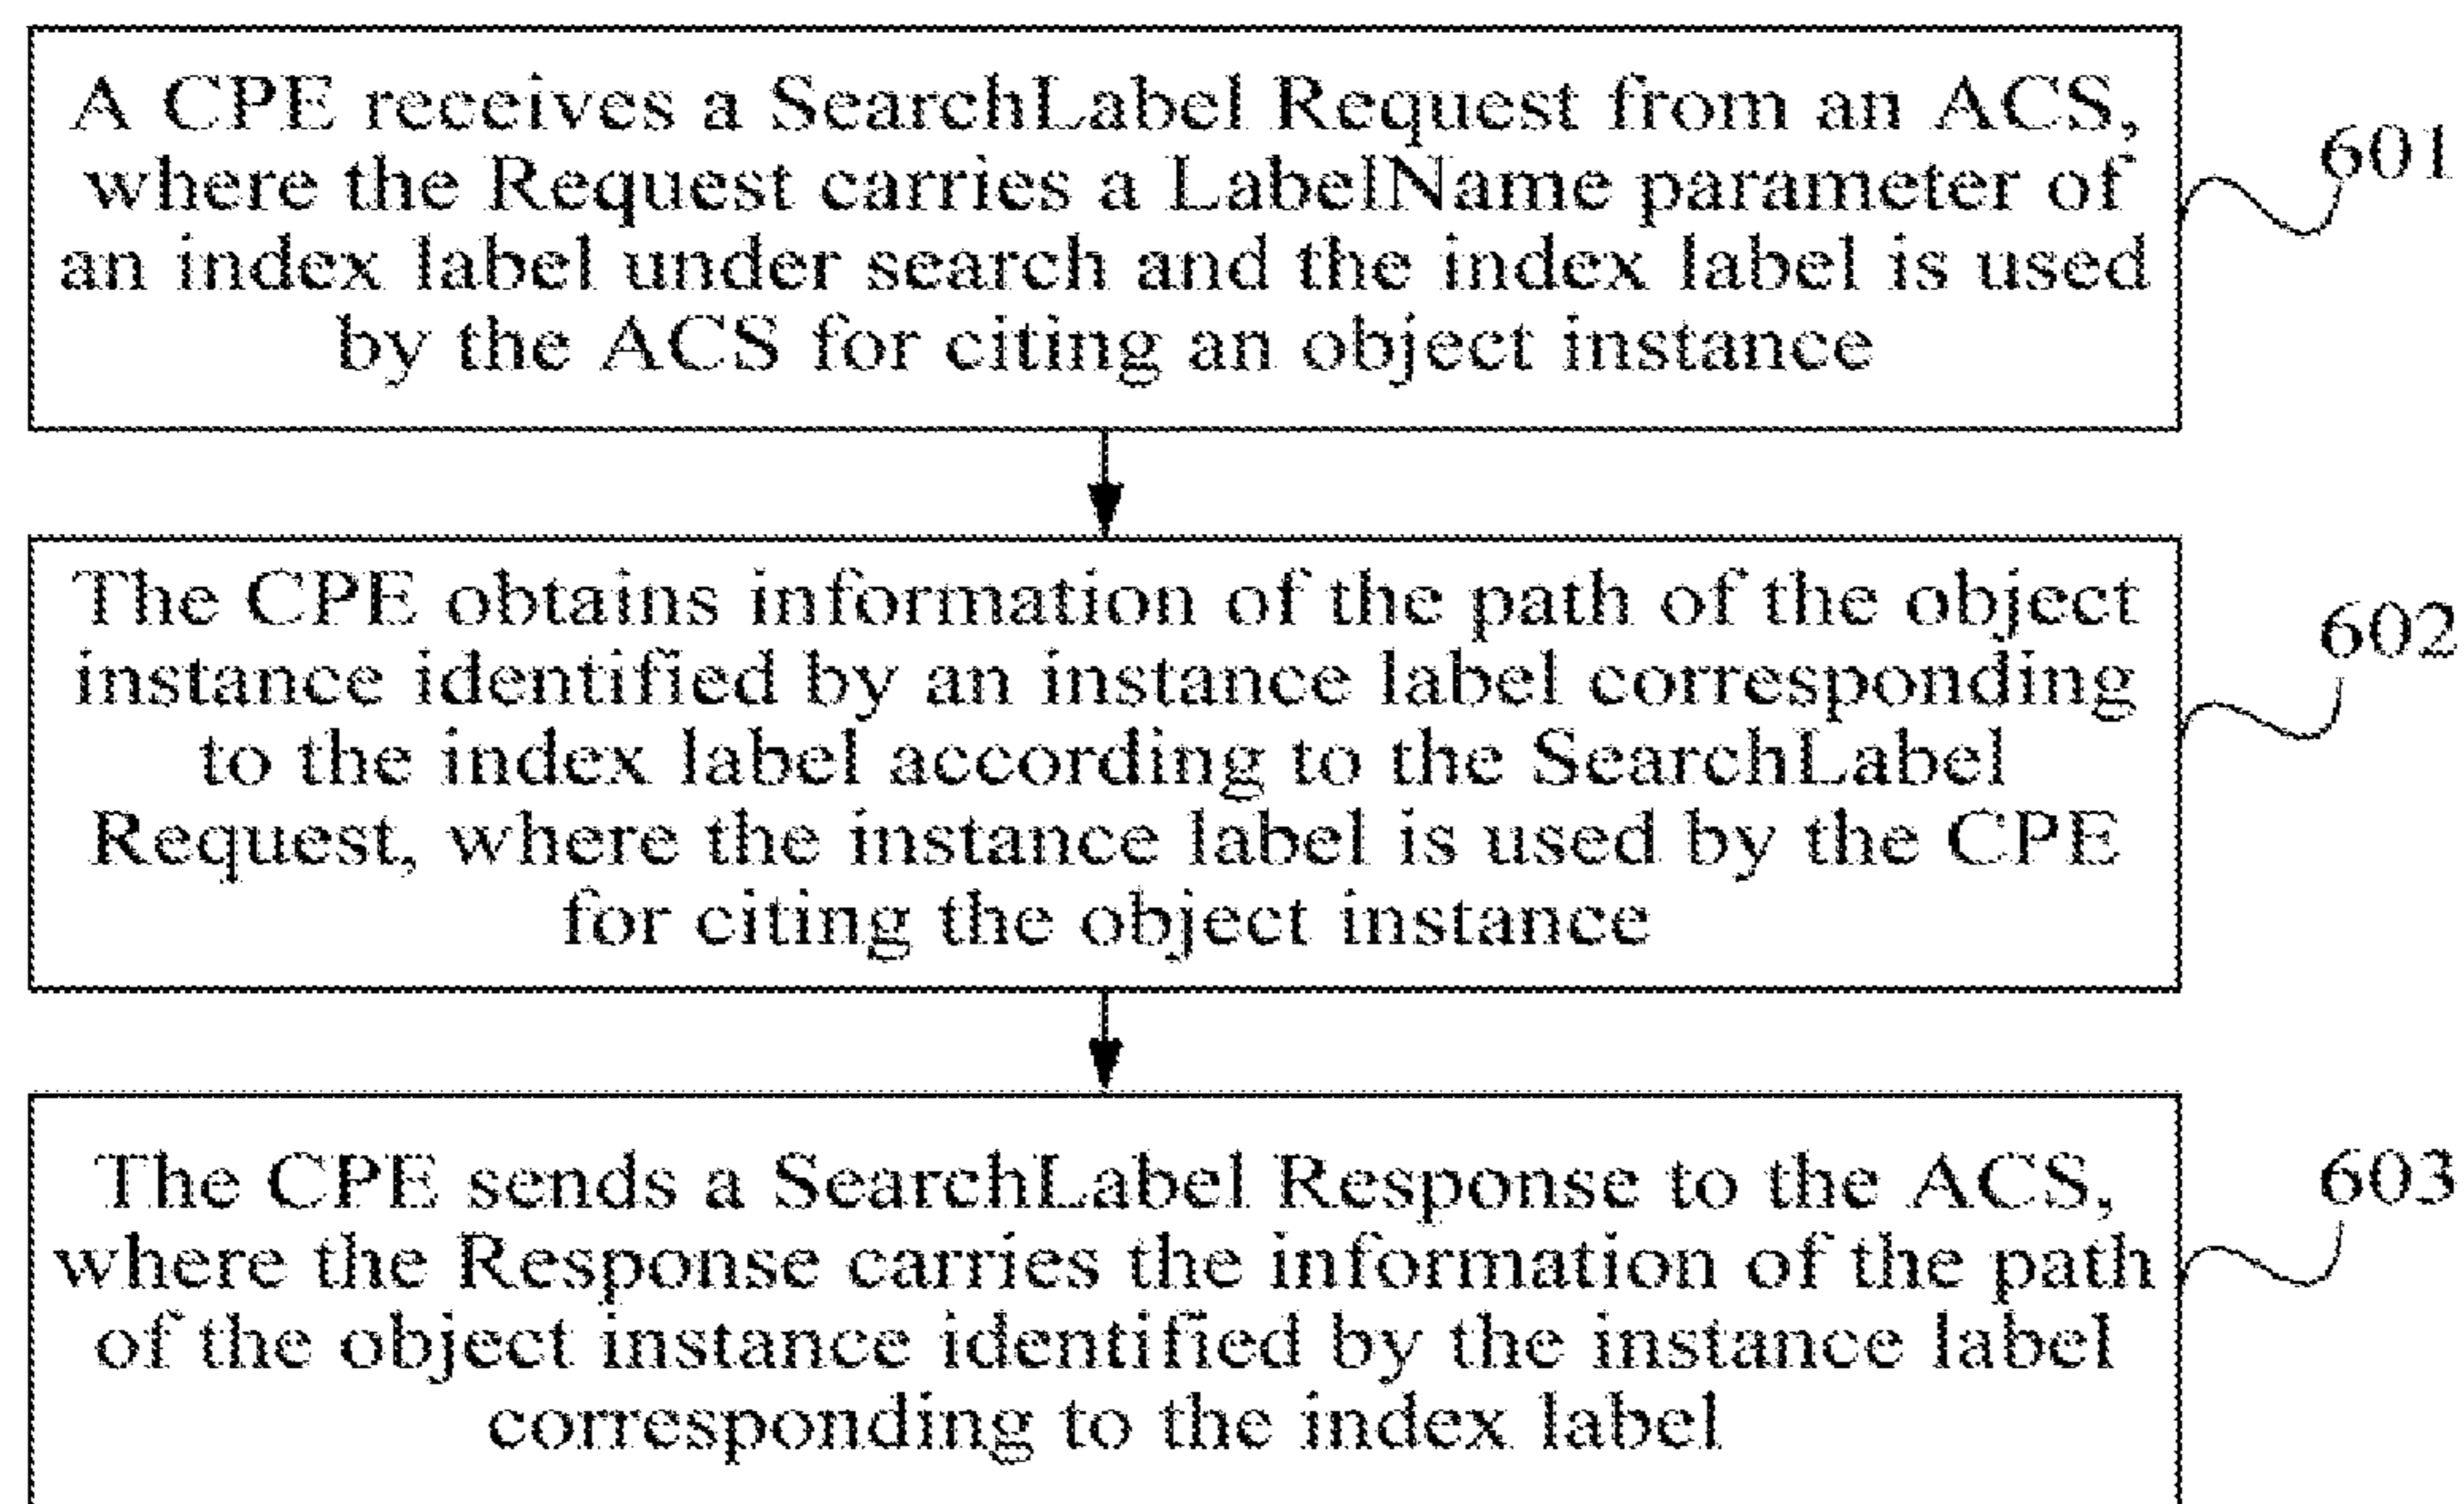 A CPE receives a SearchLabel Request from an ACS,
where the Request carries a LabelName parameter of
an index label under search and the index label is used
by the ACS for citing an object instance
601
The CPE obtains information of the path of the object
instance identified by an instance label corresponding
to the index label according to the SearchLabel
Request, where the instance label is used by the CPE
for citing the object instance
602
The CPE sends a SearchLabel Response to the ACS,
where the Response carries the information of the path
of the object instance identified by the instance label
corresponding to the index label
603